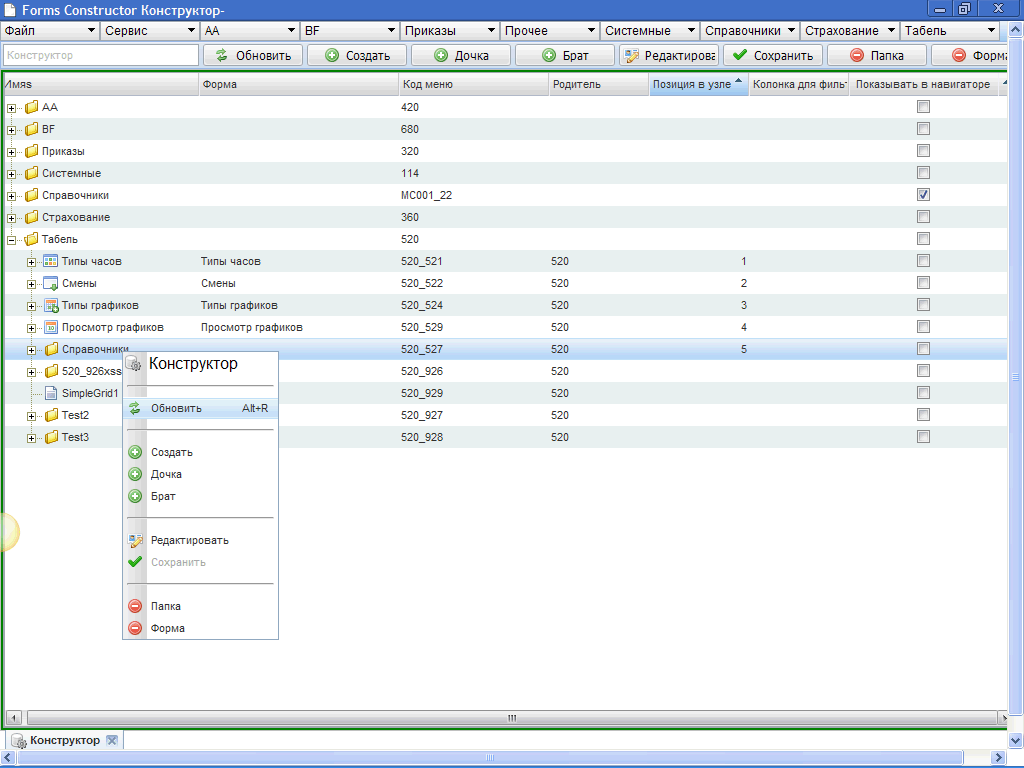 Forms Constructor Конструктор-
Файл Сервис AA BF Приказы Прочее Системные Справочники Страхование Табель
Конструктор Обновить Создать Дочка Брат Редактирова Сохранить Папка Форма
Имяв Форма Код меню Родитель Позиция в узле Колонка для филь Показывать в навигаторе
AA 420
BF 680
Приказы 320
Системные 114
Справочники MC001_22
Страхование 360
Табель 520
Типы часов Типы часов 520_521 520 1
Смены Смены 520_522 520 2
Типы графиков Типы графиков 520_524 520 3
Просмотр графиков Просмотр графиков 520_529 520 4
Справочники 520_527 520 5
520_926xss 520_926 520
SimpleGrid1 520_929 520
Test2 520_927 520
Test3 520_928 520
Конструктор
Обновить Alt+R
Создать
Дочка
Брат
Редактировать
Сохранить
Папка
Форма
Конструктор